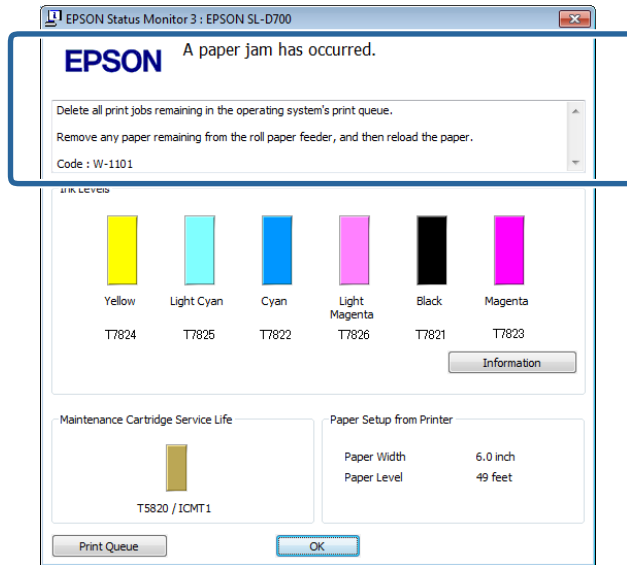 EPSON Status Monitor 3 : EPSON SL-D700
EPSON
A paper jam has occurred.
Delete all print jobs remaining in the operating system's print queue.
Remove any paper remaining from the roll paper feeder, and then reload the paper.
Code : W-1101
Ink Levels
Yellow Light Cyan Cyan Light Magenta Black Magenta
T7824 T7825 T7822 T7826 T7821 T7823
Information
Maintenance Cartridge Service Life
T5820 / ICMT1
Paper Setup from Printer
Paper Width 6.0 inch
Paper Level 49 feet
Print Queue
OK